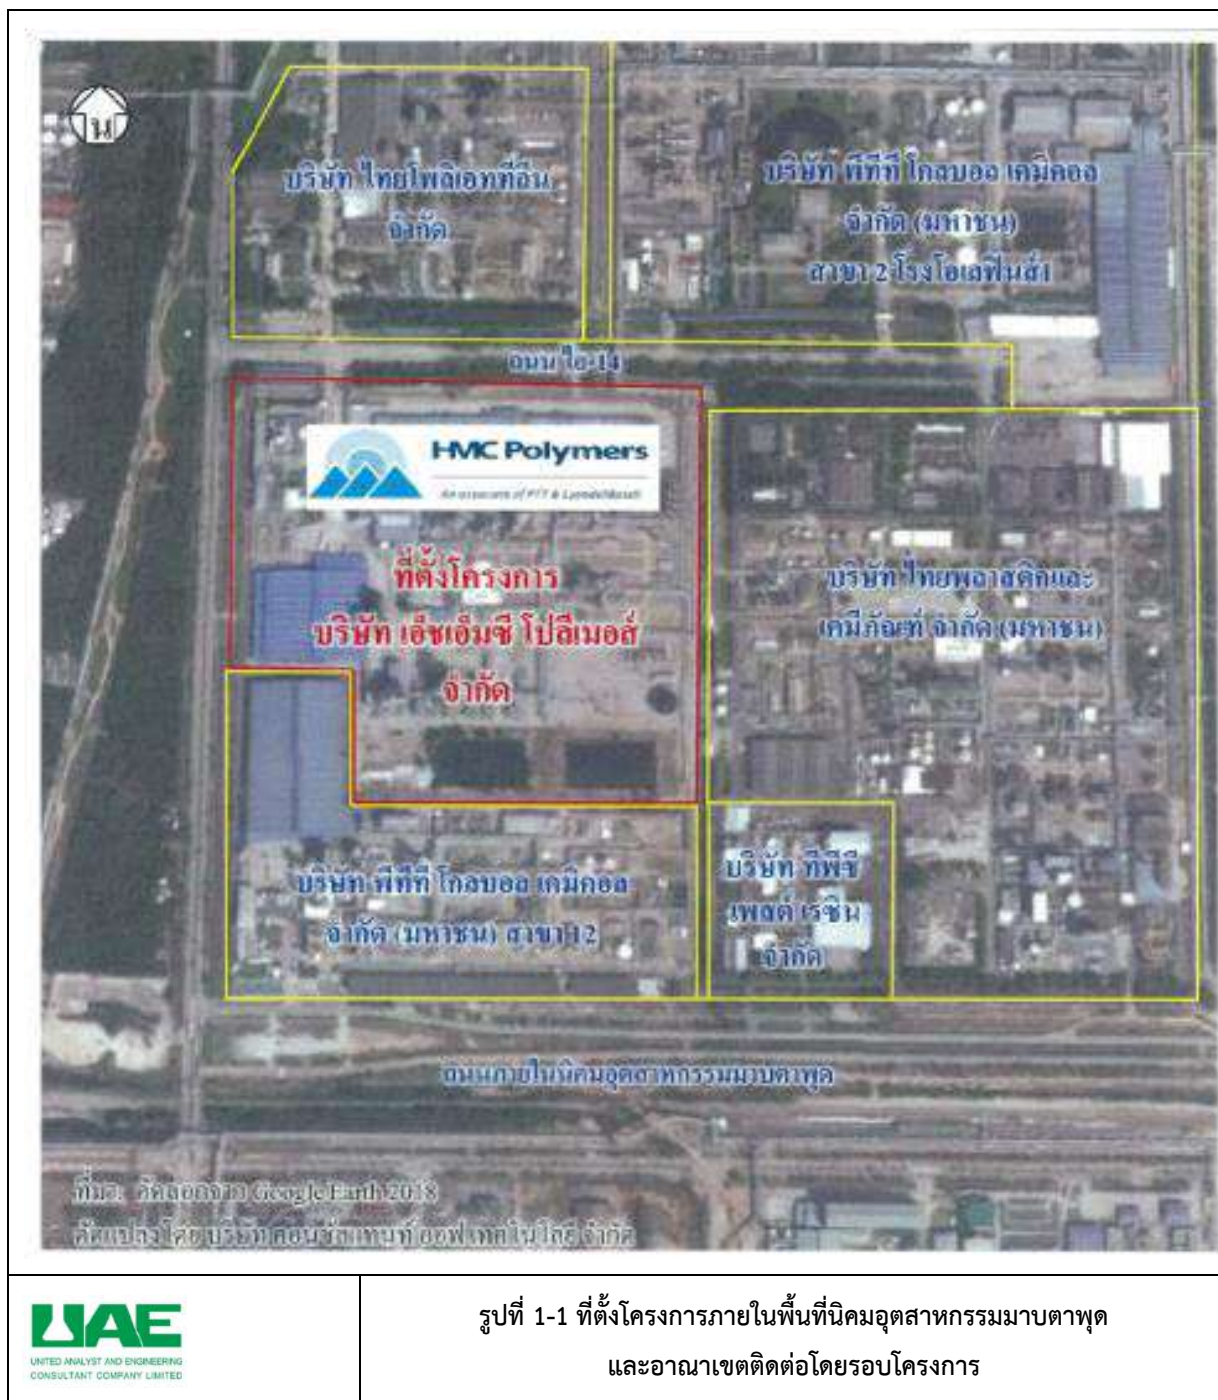 น
บริษัท ไทยโพลิเอททีลีน
จำกัด
บริษัท พีทีที โกลบอล เคมิคอล
จำกัด (มหาชน)
สาขา 2 โรงโอเลฟินส์1
ถนน ไอ-14
HMC Polymers
An associate of PTT & LyondellBasell
ที่ตั้งโครงการ
บริษัท เอ็ชเอ็มซี โปลีเมอส์
จำกัด
บริษัท ไทยพลาสติกและ
เคมีภัณฑ์ จำกัด (มหาชน)
บริษัท พีทีที โกลบอล เคมิคอล
จำกัด (มหาชน) สาขา 12
บริษัท ทีพีซี
เพสต์ เรซิน
จำกัด
ถนนภายในนิคมอุตสาหกรรมมาบตาพุด
ที่มา: คัดลอกจาก Google Earth 2018
ดัดแปลงโดย บริษัท คอนซัลแทนท์ ออฟ เทคโนโลยี จำกัด
UAE
UNITED ANALYST AND ENGINEERING
CONSULTANT COMPANY LIMITED
รูปที่ 1-1 ที่ตั้งโครงการภายในพื้นที่นิคมอุตสาหกรรมมาบตาพุด
และอาณาเขตติดต่อโดยรอบโครงการ